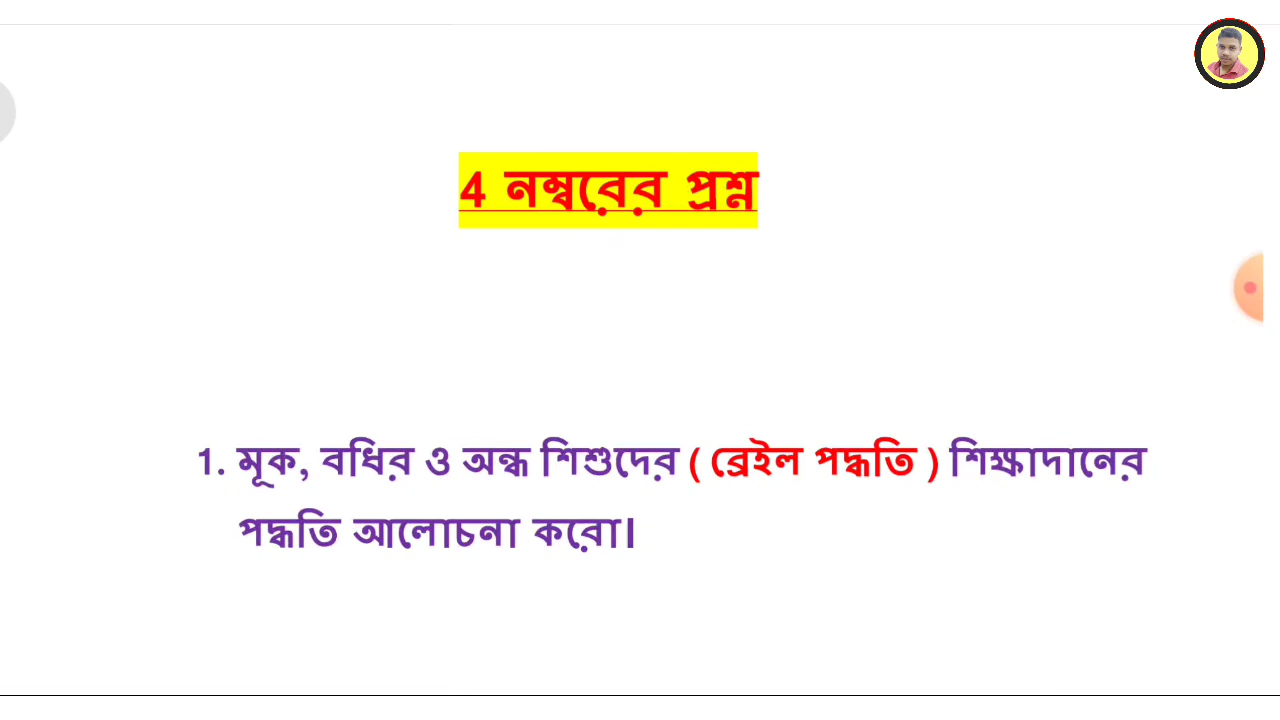 4 নম্বরের প্রশ্ন
1. মূক, বধির ও অন্ধ শিশুদের ( ব্রেইল পদ্ধতি ) শিক্ষাদানের
পদ্ধতি আলোচনা করো।